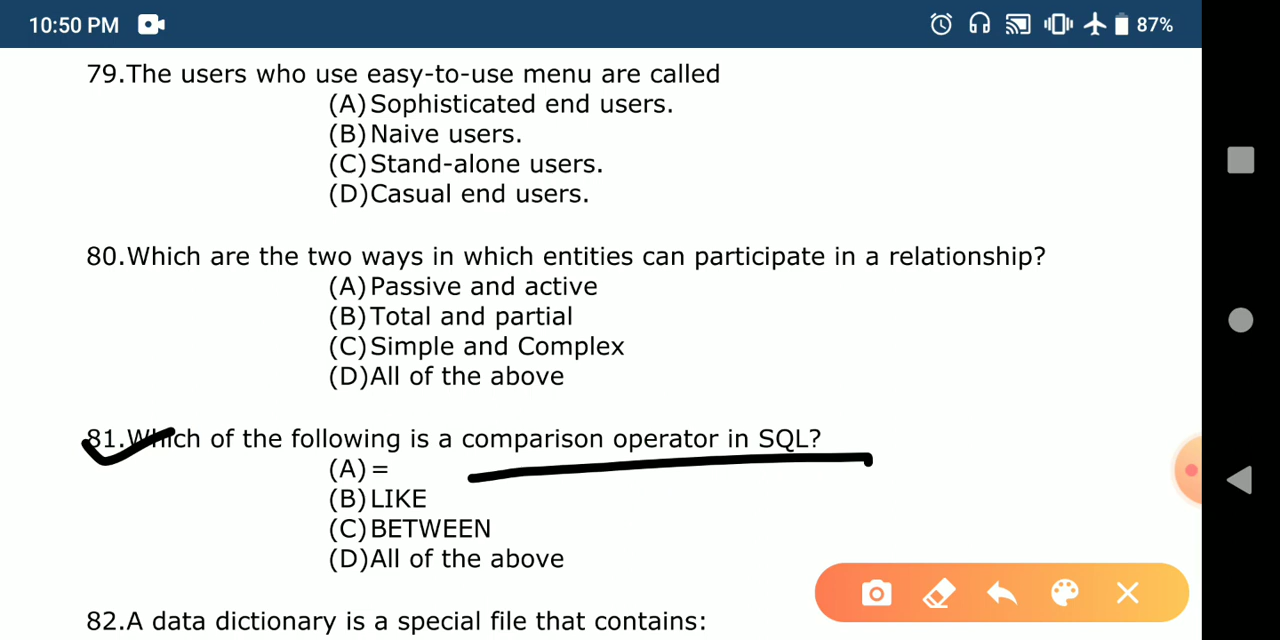 10:50 PM
87%
79.The users who use easy-to-use menu are called
(A)Sophisticated end users.
(B)Naive users.
(C)Stand-alone users.
(D)Casual end users.
80.Which are the two ways in which entities can participate in a relationship?
(A)Passive and active
(B)Total and partial
(C)Simple and Complex
(D)All of the above
81.Which of the following is a comparison operator in SQL?
(A)=
(B)LIKE
(C)BETWEEN
(D)All of the above
82.A data dictionary is a special file that contains: